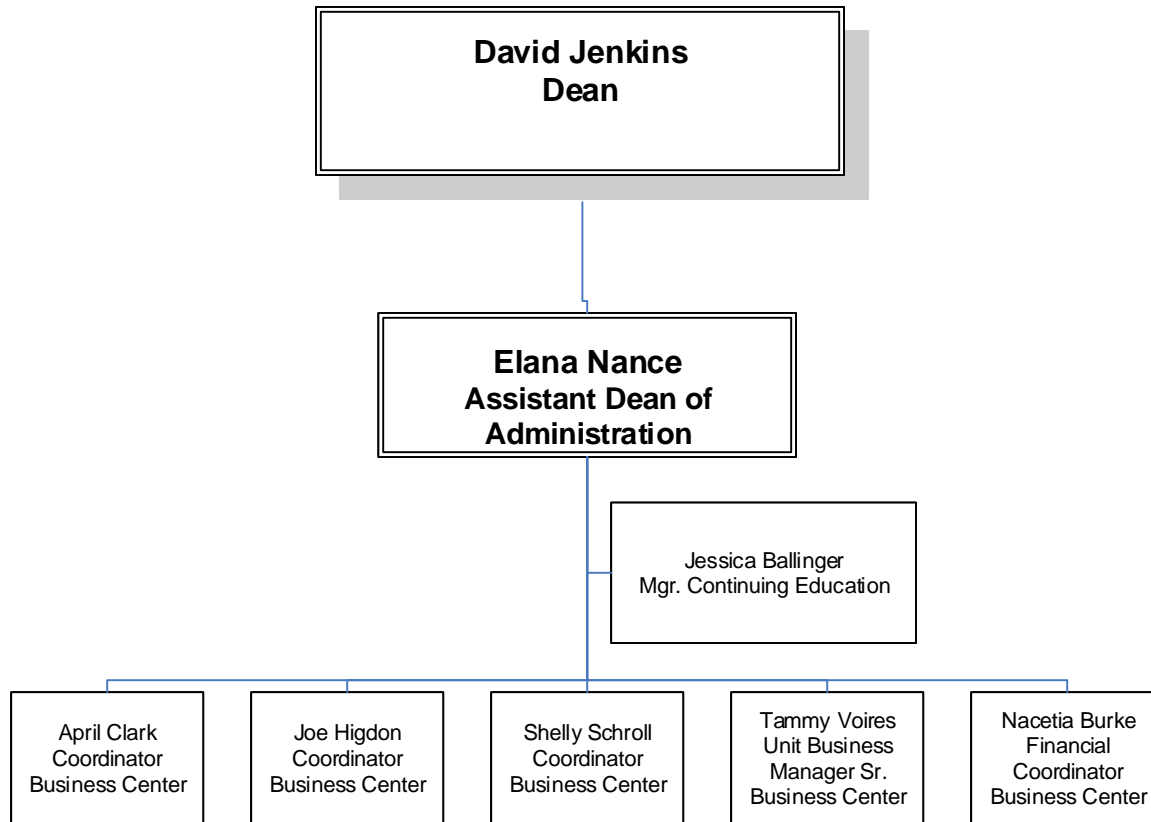 David Jenkins
Dean
Elana Nance
Assistant Dean of
Administration
Jessica Ballinger
Mgr. Continuing Education
April Clark
Coordinator
Business Center
Joe Higdon
Coordinator
Business Center
Shelly Schroll
Coordinator
Business Center
Tammy Voires
Unit Business
Manager Sr.
Business Center
Nacetia Burke
Financial
Coordinator
Business Center